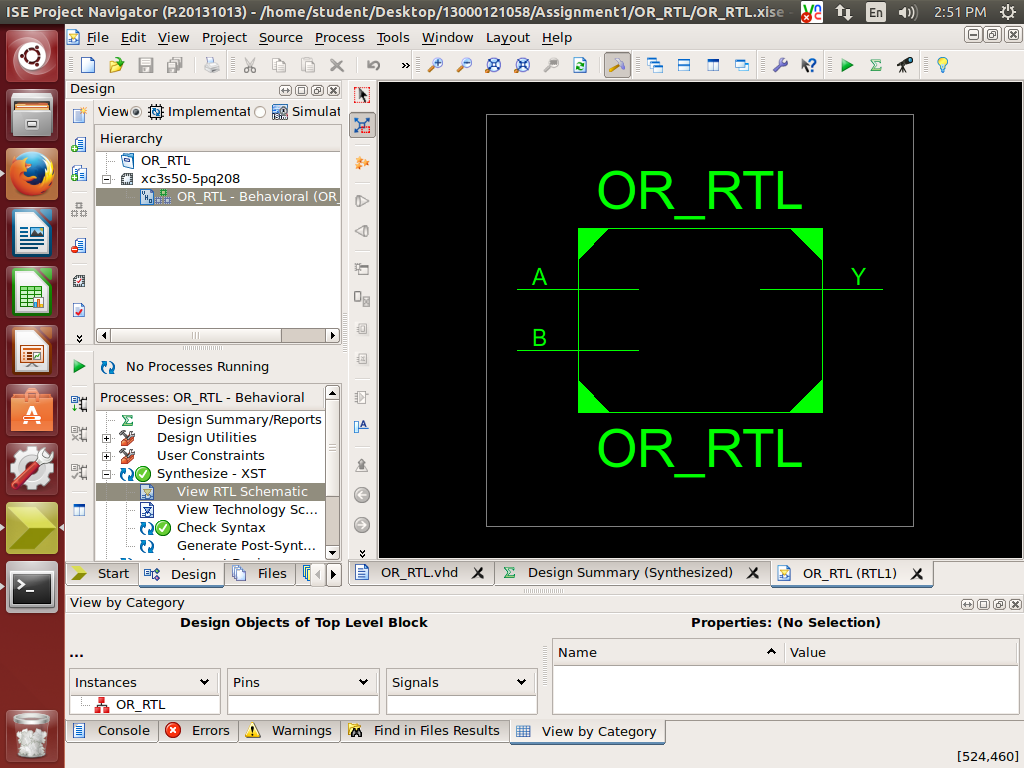 ISE Project Navigator (P.20131013) - /home/student/Desktop/13000121058/Assignment1/OR_RTL/OR_RTL.xise - En 2:51 PM
File Edit View Project Source Process Tools Window Layout Help
Design
View Implementat Simulat
Hierarchy
OR_RTL
xc3s50-5pq208
OR_RTL - Behavioral (OR_
No Processes Running
Processes: OR_RTL - Behavioral
Design Summary/Reports
Design Utilities
User Constraints
Synthesize - XST
View RTL Schematic
View Technology Sc...
Check Syntax
Generate Post-Synt...
Start Design Files
OR_RTL
A
Y
B
OR_RTL
OR_RTL.vhd Design Summary (Synthesized) OR_RTL (RTL1)
View by Category
Design Objects of Top Level Block
Properties: (No Selection)
...
Instances Pins Signals
Name Value
OR_RTL
Console Errors Warnings Find in Files Results View by Category
[524,460]